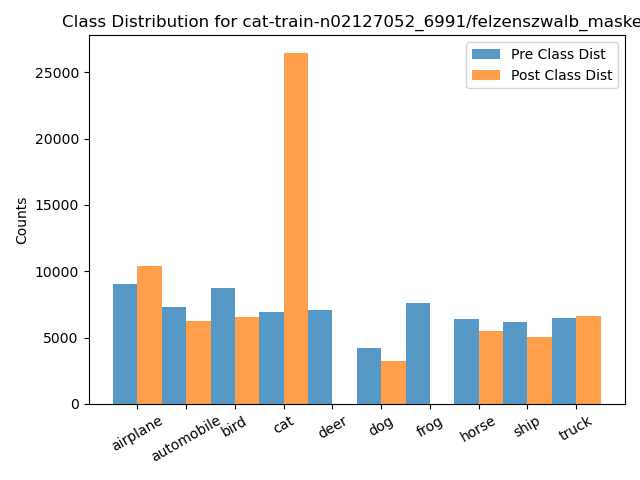 Class Distribution for cat-train-n02127052_6991/felzenszwalb_maske
Pre Class Dist
Post Class Dist
Counts
25000
20000
15000
10000
5000
0
airplane
automobile
bird
cat
deer
dog
frog
horse
ship
truck